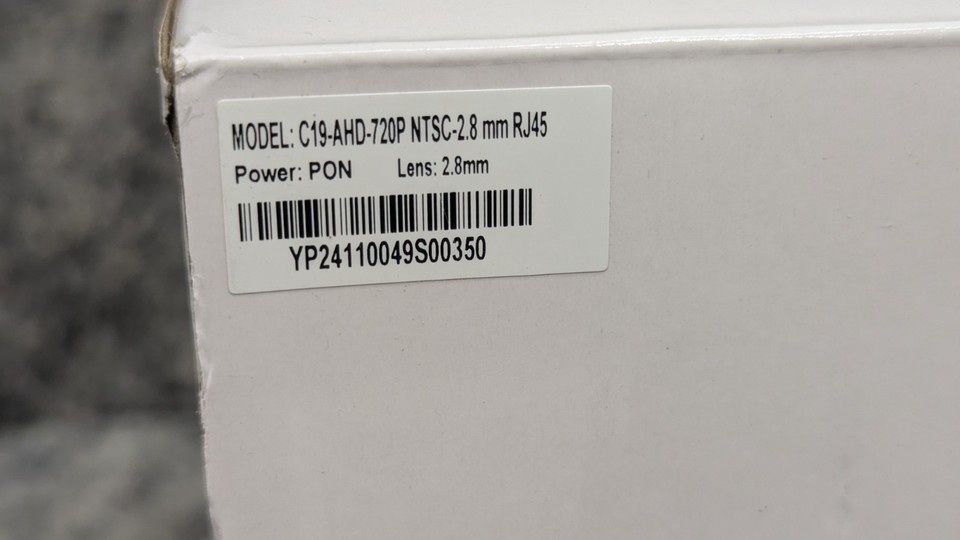 MODEL: C19-AHD-720P NTSC-2.8 mm RJ45
Power: PON Lens: 2.8mm
YP24110049S00350